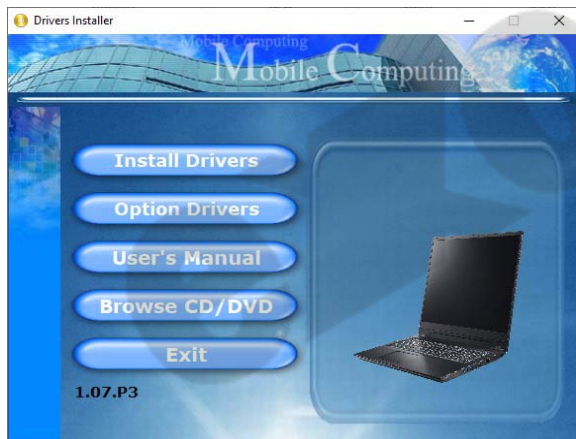 Drivers Installer
Mobile Computing
Mobile Computing
Install Drivers
Option Drivers
User's Manual
Browse CD/DVD
Exit
1.07.P3